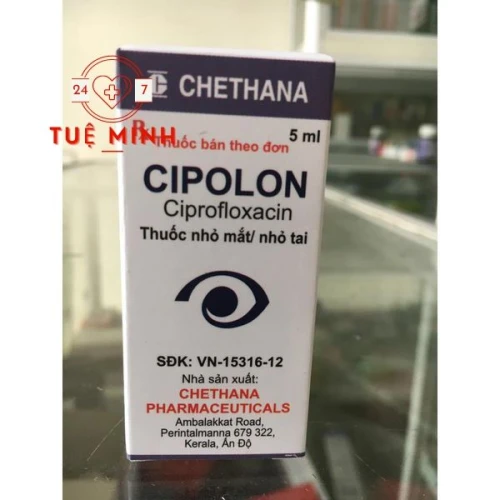 CHETHANA
24 7
TUỆ MINH
5 ml
Thuốc bán theo đơn
CIPOLON
Ciprofloxacin
Thuốc nhỏ mắt/ nhỏ tai
SĐK: VN-15316-12
Nhà sản xuất:
CHETHANA
PHARMACEUTICALS
Ambalakkat Road,
Perintalmanna 679 322,
Kerala, Ấn Độ